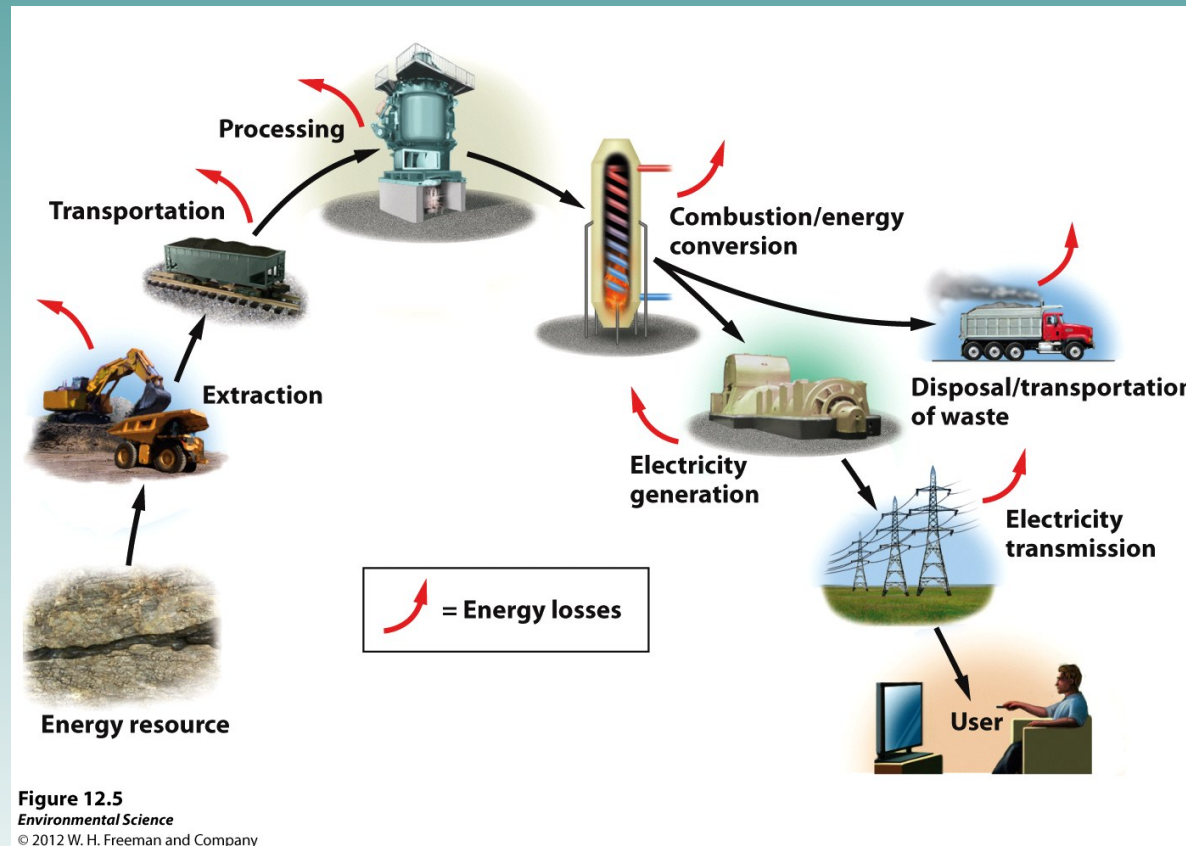 Processing
Transportation
Extraction
Energy resource
Combustion/energy
conversion
Disposal/transportation
of waste
Electricity
generation
Electricity
transmission
User
= Energy losses
Figure 12.5
Environmental Science
© 2012 W. H. Freeman and Company